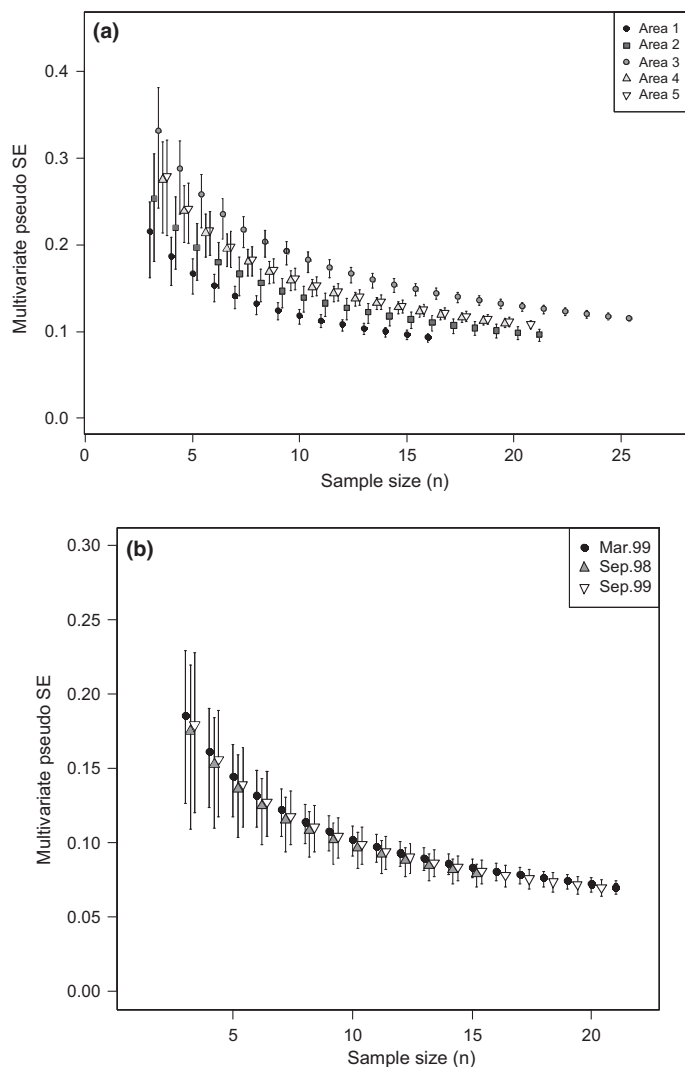 (a)
Area 1
Area 2
Area 3
Area 4
Area 5
Multivariate pseudo SE
0.4
0.3
0.2
0.1
0.0
0 5 10 15 20 25
Sample size (n)
(b)
Mar.99
Sep.98
Sep.99
Multivariate pseudo SE
0.30
0.25
0.20
0.15
0.10
0.05
0.00
5 10 15 20
Sample size (n)